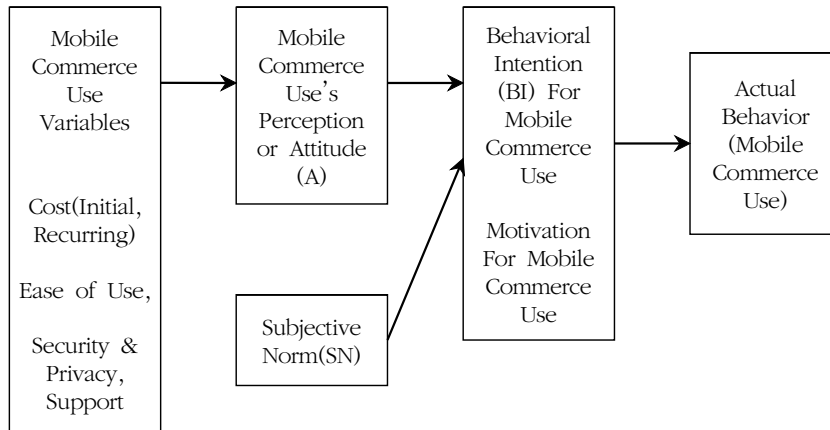 Mobile
Commerce
Use
Variables
Cost(Initial,
Recurring)
Ease of Use,
Security &
Privacy,
Support
Mobile
Commerce
Use's
Perception
or Attitude
(A)
Subjective
Norm(SN)
Behavioral
Intention
(BI) For
Mobile
Commerce
Use
Motivation
For Mobile
Commerce
Use
Actual
Behavior
(Mobile
Commerce
Use)